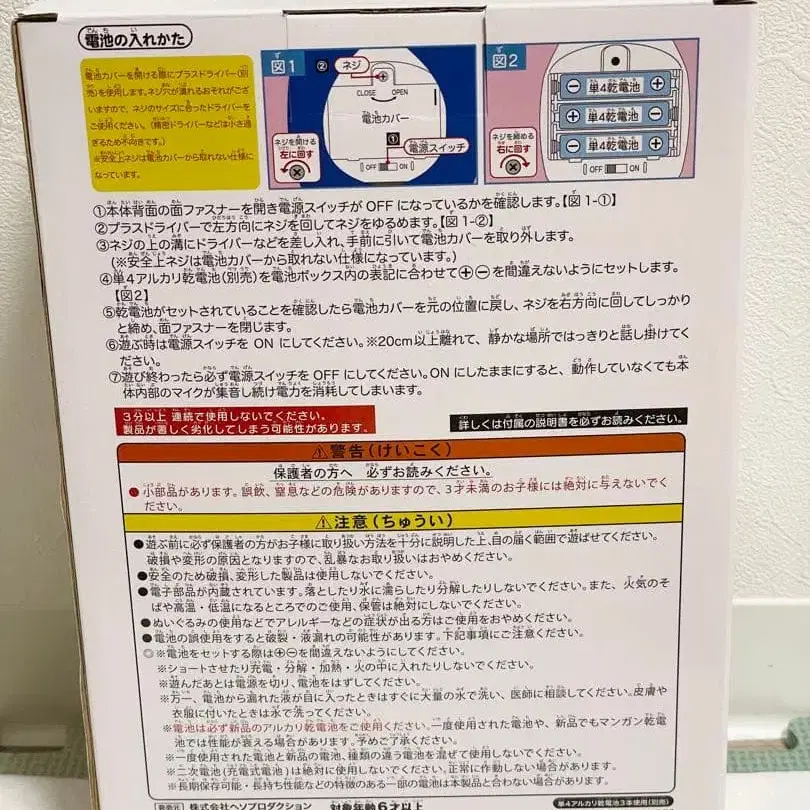 電池の入れかた
電池カバーを開ける際にプラスドライバー(別
売)を使用します。ネジ穴が潰れるおそれがござ
いますので、ネジのサイズに合ったドライバーを
ご使用ください。(精密ドライバーなどは小さ過
ぎるため不向きです。)
※安全上ネジは電池カバーから取れない仕様に
なっています。
図1
② ネジ
CLOSE OPEN
電池カバー
①
電源スイッチ
OFF ON
ネジを開ける
左に回す
図2
単4乾電池
単4乾電池
単4乾電池
ネジを締める
右に回す
OFF ON
①本体背面の面ファスナーを開き電源スイッチが OFF になっているかを確認します。【図1-①】
②プラスドライバーで左方向にネジを回してネジをゆるめます。【図1-②】
③ネジの上の溝にドライバーなどを差し入れ、手前に引いて電池カバーを取り外します。
(※安全上ネジは電池カバーから取れない仕様になっています。)
④単4アルカリ乾電池(別売)を電池ボックス内の表記に合わせて⊕⊖を間違えないようにセットします。
【図2】
⑤乾電池がセットされていることを確認したら電池カバーを元の位置に戻し、ネジを右方向に回してしっかり
と締め、面ファスナーを閉じます。
⑥遊ぶ時は電源スイッチを ON にしてください。※20cm以上離れて、静かな場所ではっきりと話し掛けてく
ださい。
⑦遊び終わったら必ず電源スイッチを OFF にしてください。ON にしたままにすると、動作していなくても本
体内部のマイクが集音し続け電力を消耗してしまいます。
3分以上 連続で使用しないでください。
製品が著しく劣化してしまう可能性があります。
詳しくは付属の説明書を必ずお読みください。
⚠警告(けいこく)
保護者の方へ 必ずお読みください。
●小部品があります。誤飲、窒息などの危険がありますので、3才未満のお子様には絶対に与えないでく
ださい。
⚠注意(ちゅうい)
●遊ぶ前に必ず保護者の方がお子様に取り扱い方法を十分に説明した上、目の届く範囲で遊ばせてください。
破損や変形の原因となりますので、乱暴なお取り扱いはおやめください。
●安全のため破損、変形した製品は使用しないでください。
●電子部品が内蔵されています。落としたり水に濡らしたり分解したりしないでください。また、火気のそ
ばや高温・低温になるところでのご使用、保管は絶対にしないでください。
●ぬいぐるみの使用などでアレルギーなどの症状が出る方はご使用をおやめください。
●電池の誤使用をすると破裂・液漏れの可能性があります。下記事項にご注意ください。
◎※電池をセットする際は⊕⊖を間違えないようにしてください。
※ショートさせたり充電・分解・加熱・火の中に入れたりしないでください。
※遊んだあとは電源を切り、電池をはずしてください。
※万一、電池から漏れた液が目に入ったときはすぐに大量の水で洗い、医師に相談してください。皮膚や
衣服に付いたときは水で洗ってください。
※電池は必ず新品のアルカリ乾電池をご使用ください。一度使用された電池や、新品でもマンガン乾電
池では性能が衰える場合があります。予めご了承ください。
※一度使用された電池と新品の電池、種類の違う電池を混ぜて使用しないでください。
※二次電池(充電式電池)は絶対に使用しないでください。正常に作動しない場合があります。
※長期保存可能・長持ち性能などの特徴のある一部の電池は本製品と合わない場合があります。
発売元 株式会社ヘソプロダクション 対象年齢6才以上 単4アルカリ乾電池3本使用(別売)